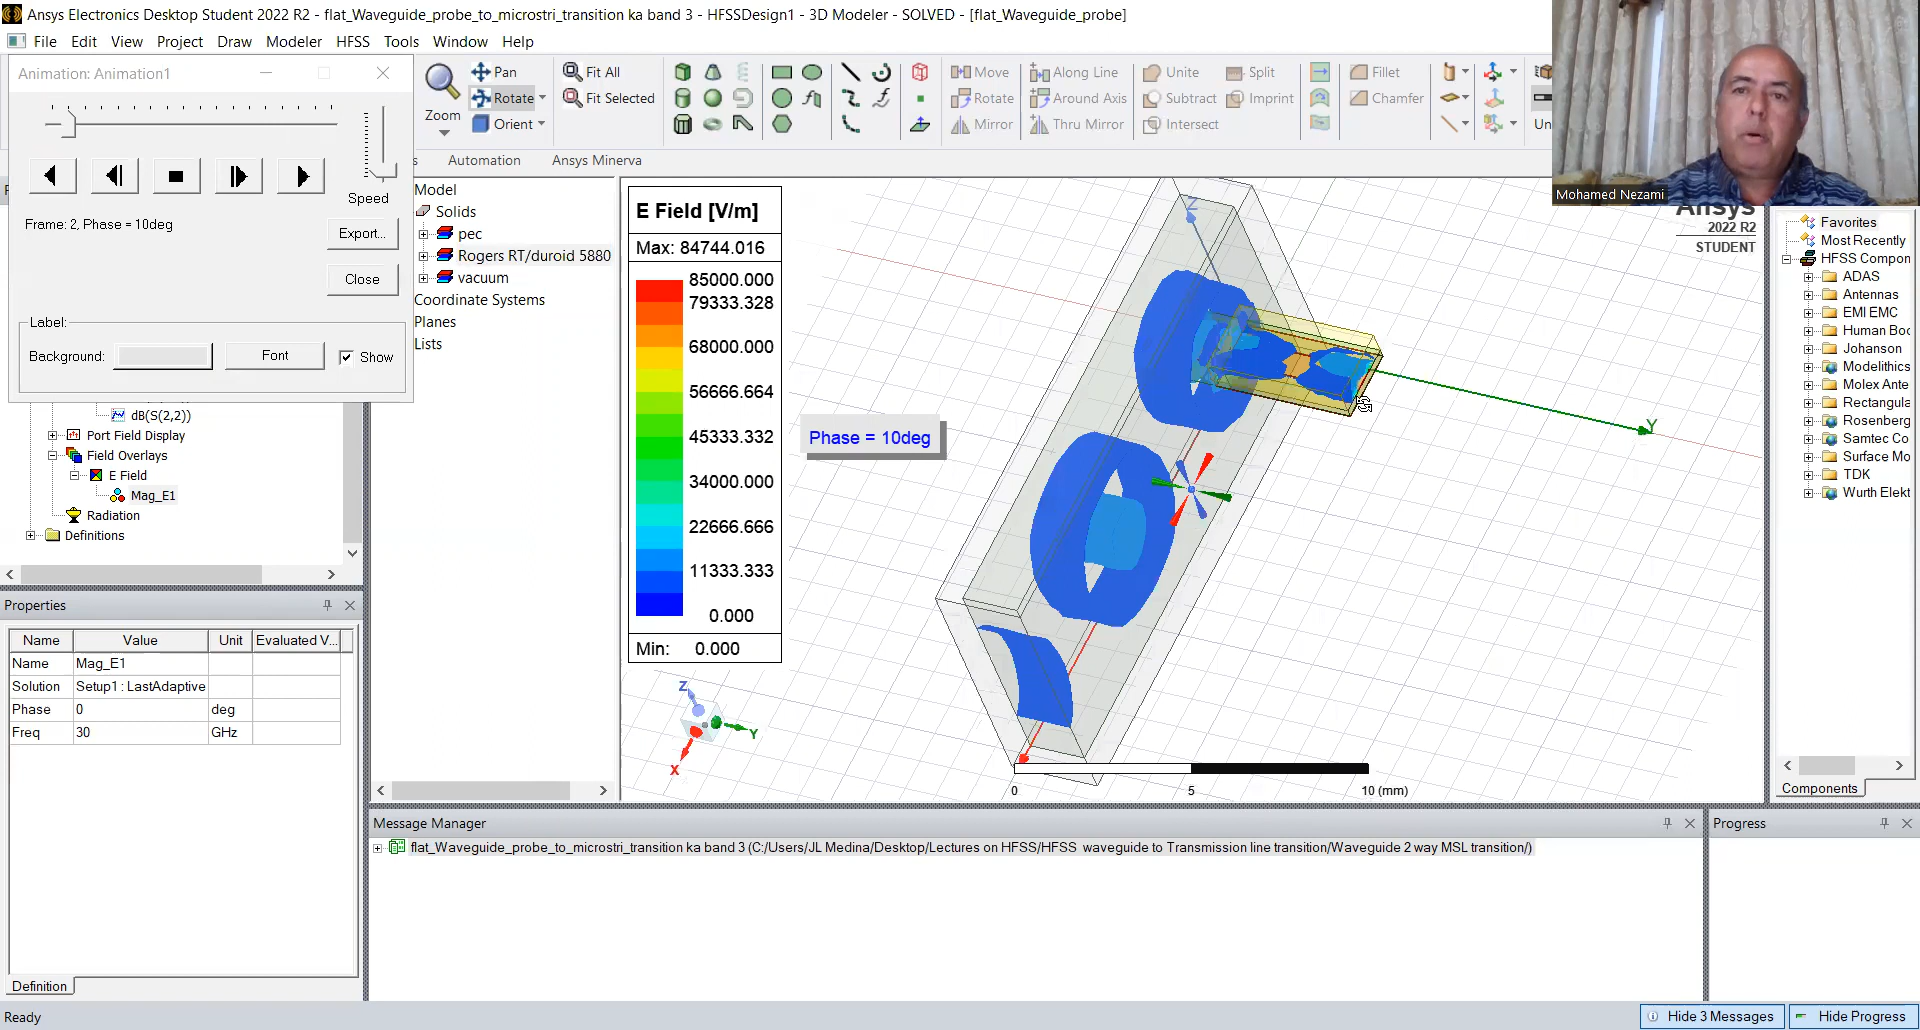 Ansys Electronics Desktop Student 2022 R2 - flat_Waveguide_probe_to_microstri_transition ka band 3 - HFSSDesign1 - 3D Modeler - SOLVED - [flat_Waveguide_probe]
File Edit View Project Draw Modeler HFSS Tools Window Help
Animation: Animation1
Speed
Frame: 2, Phase = 10deg
Export...
Close
Label:
Background:
Font
Show
Zoom
Pan
Rotate
Orient
Fit All
Fit Selected
Move
Rotate
Mirror
Along Line
Around Axis
Thru Mirror
Unite
Subtract
Intersect
Split
Imprint
Fillet
Chamfer
Un
s Automation Ansys Minerva
Mohamed Nezami
dB(S(2,2))
Port Field Display
Field Overlays
E Field
Mag_E1
Radiation
Definitions
Model
Solids
pec
Rogers RT/duroid 5880
vacuum
Coordinate Systems
Planes
Lists
E Field [V/m]
Max: 84744.016
85000.000
79333.328
68000.000
56666.664
45333.332
34000.000
22666.666
11333.333
0.000
Min: 0.000
Phase = 10deg
Z
Y
Z
Y
X
0 5 10 (mm)
Ansys
2022 R2
STUDENT
Favorites
Most Recently
HFSS Compon
ADAS
Antennas
EMI EMC
Human Boc
Johanson
Modelithics
Molex Ante
Rectangula
Rosenberg
Samtec Co
Surface Mo
TDK
Wurth Elekt
Components
Properties
Name Value Unit Evaluated V...
Name Mag_E1
Solution Setup1 : LastAdaptive
Phase 0 deg
Freq 30 GHz
Definition
Message Manager
flat_Waveguide_probe_to_microstri_transition ka band 3 (C:/Users/JL Medina/Desktop/Lectures on HFSS/HFSS waveguide to Transmission line transition/Waveguide 2 way MSL transition/)
Progress
Ready
Hide 3 Messages
Hide Progress